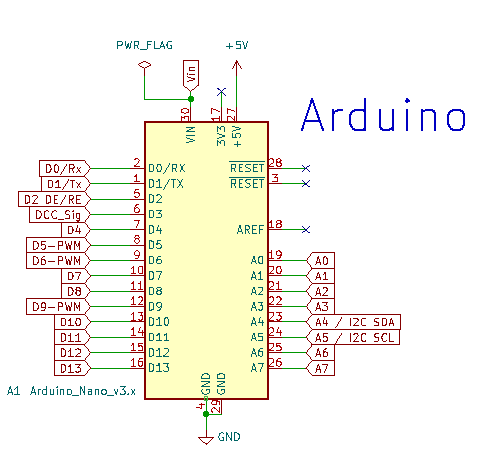 PWR_FLAG
+5V
Vin
Arduino
30
17
27
VIN
3V3
+5V
D0/Rx 2 D0/RX RESET 28
D1/Tx 1 D1/TX RESET 3
D2 DE/RE 5 D2
DCC_Sig 6 D3
D4 7 D4 AREF 18
D5-PWM 8 D5
D6-PWM 9 D6 A0 19 A0
D7 10 D7 A1 20 A1
D8 11 D8 A2 21 A2
D9-PWM 12 D9 A3 22 A3
D10 13 D10 A4 23 A4 / I2C SDA
D11 14 D11 A5 24 A5 / I2C SCL
D12 15 D12 A6 25 A6
D13 16 D13 A7 26 A7
GND
GND
A1 Arduino_Nano_v3.x
4
29
GND